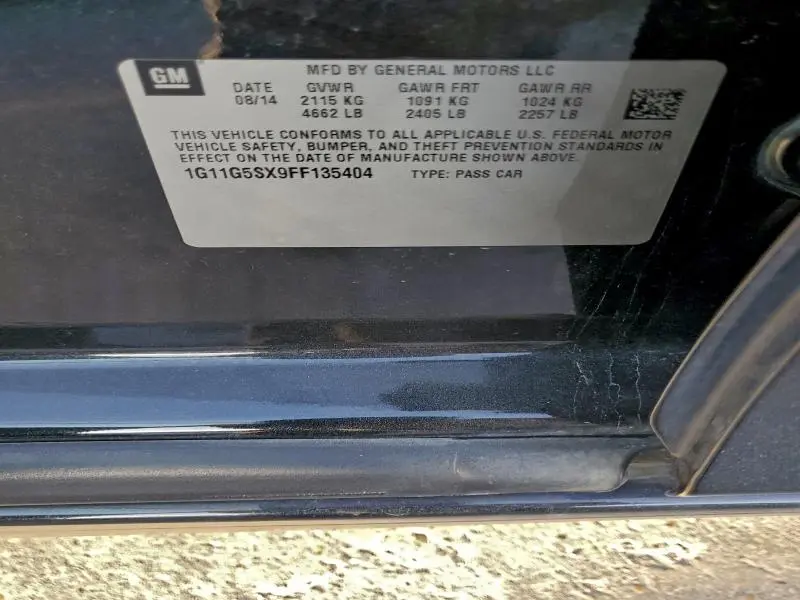 GM
MFD BY GENERAL MOTORS LLC
DATE GVWR GAWR FRT GAWR RR
08/14 2115 KG 1091 KG 1024 KG
4662 LB 2405 LB 2257 LB
THIS VEHICLE CONFORMS TO ALL APPLICABLE U.S. FEDERAL MOTOR
VEHICLE SAFETY, BUMPER, AND THEFT PREVENTION STANDARDS IN
EFFECT ON THE DATE OF MANUFACTURE SHOWN ABOVE.
1G11G5SX9FF135404 TYPE: PASS CAR